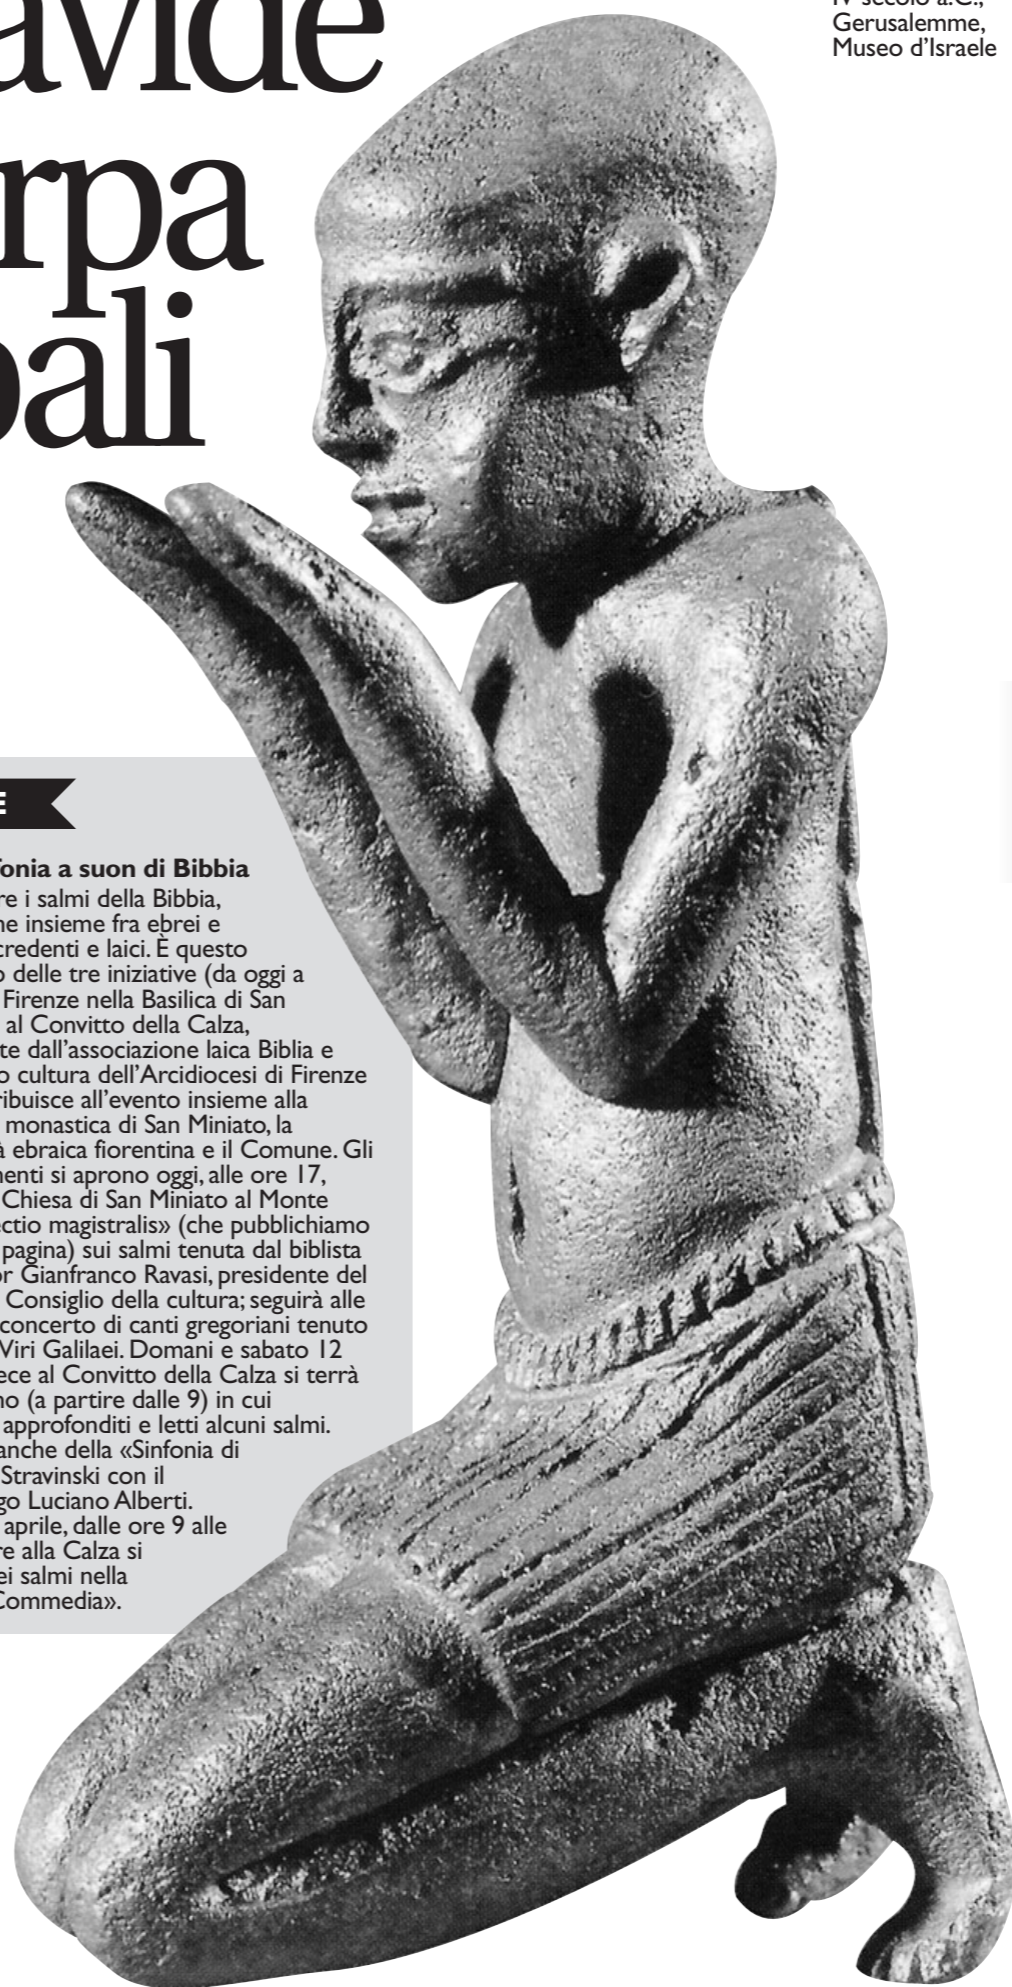 avide
rpa
ali
IV secolo a.C.,
Gerusalemme,
Museo d'Israele
E
fonia a suon di Bibbia
re i salmi della Bibbia,
ne insieme fra ebrei e
credenti e laici. È questo
o delle tre iniziative (da oggi a
Firenze nella Basilica di San
al Convitto della Calza,
te dall'associazione laica Biblia e
o cultura dell'Arcidiocesi di Firenze
ribuisce all'evento insieme alla
monastica di San Miniato, la
à ebraica fiorentina e il Comune. Gli
menti si aprono oggi, alle ore 17,
Chiesa di San Miniato al Monte
ectio magistralis» (che pubblichiamo
pagina) sui salmi tenuta dal biblista
or Gianfranco Ravasi, presidente del
Consiglio della cultura; seguirà alle
concerto di canti gregoriani tenuto
Viri Galilaei. Domani e sabato 12
ece al Convitto della Calza si terrà
no (a partire dalle 9) in cui
approfonditi e letti alcuni salmi.
anche della «Sinfonia di
Stravinski con il
go Luciano Alberti.
aprile, dalle ore 9 alle
re alla Calza si
ei salmi nella
Commedia».